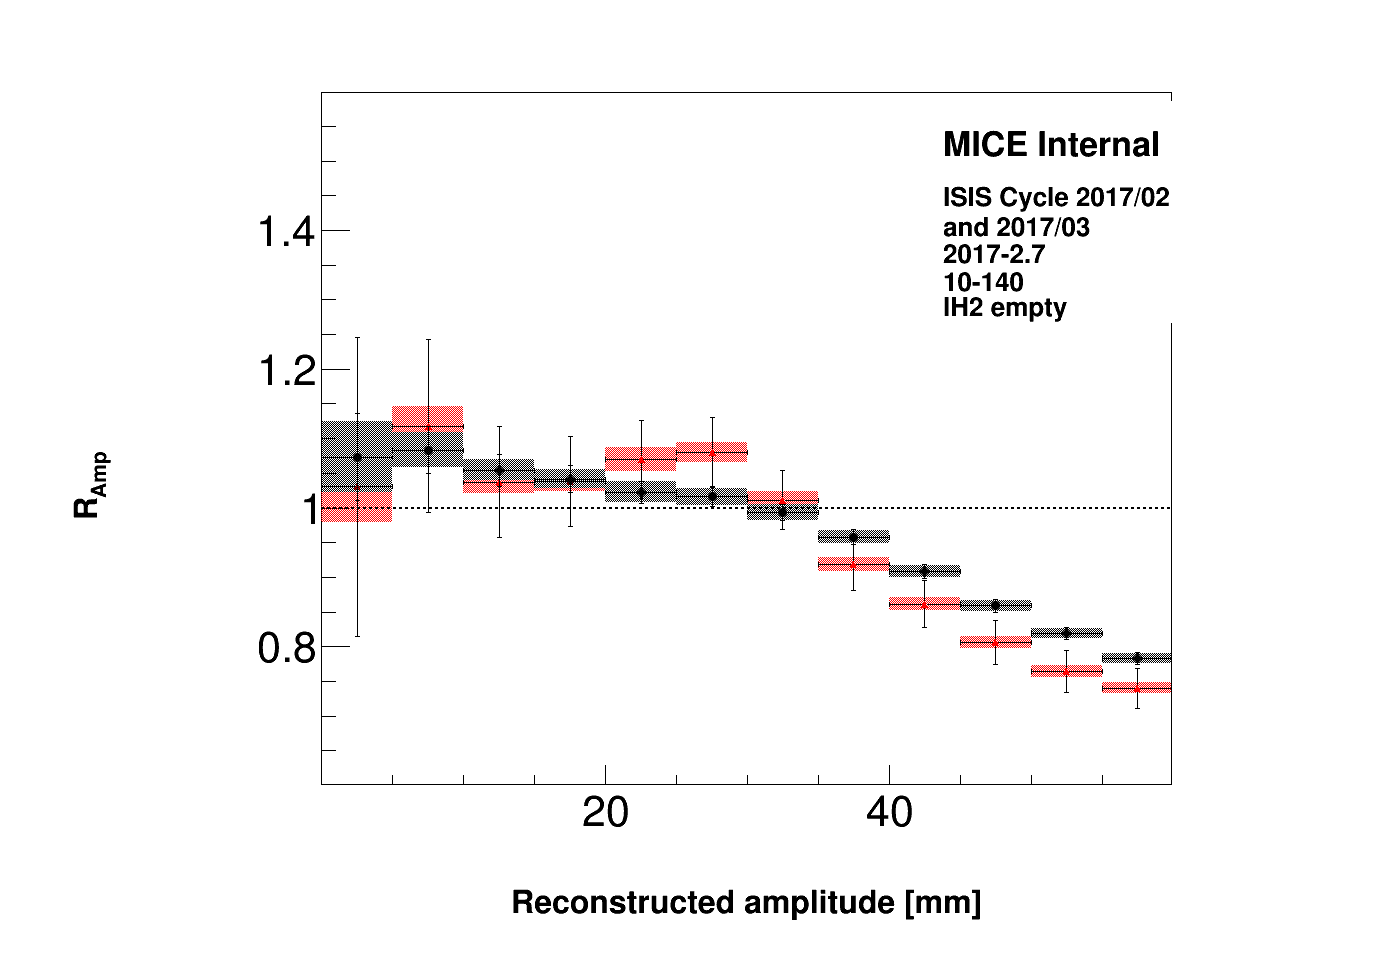 MICE Internal
ISIS Cycle 2017/02
and 2017/03
2017-2.7
10-140
IH2 empty
1.4
1.2
1
0.8
R_Amp
20 40
Reconstructed amplitude [mm]